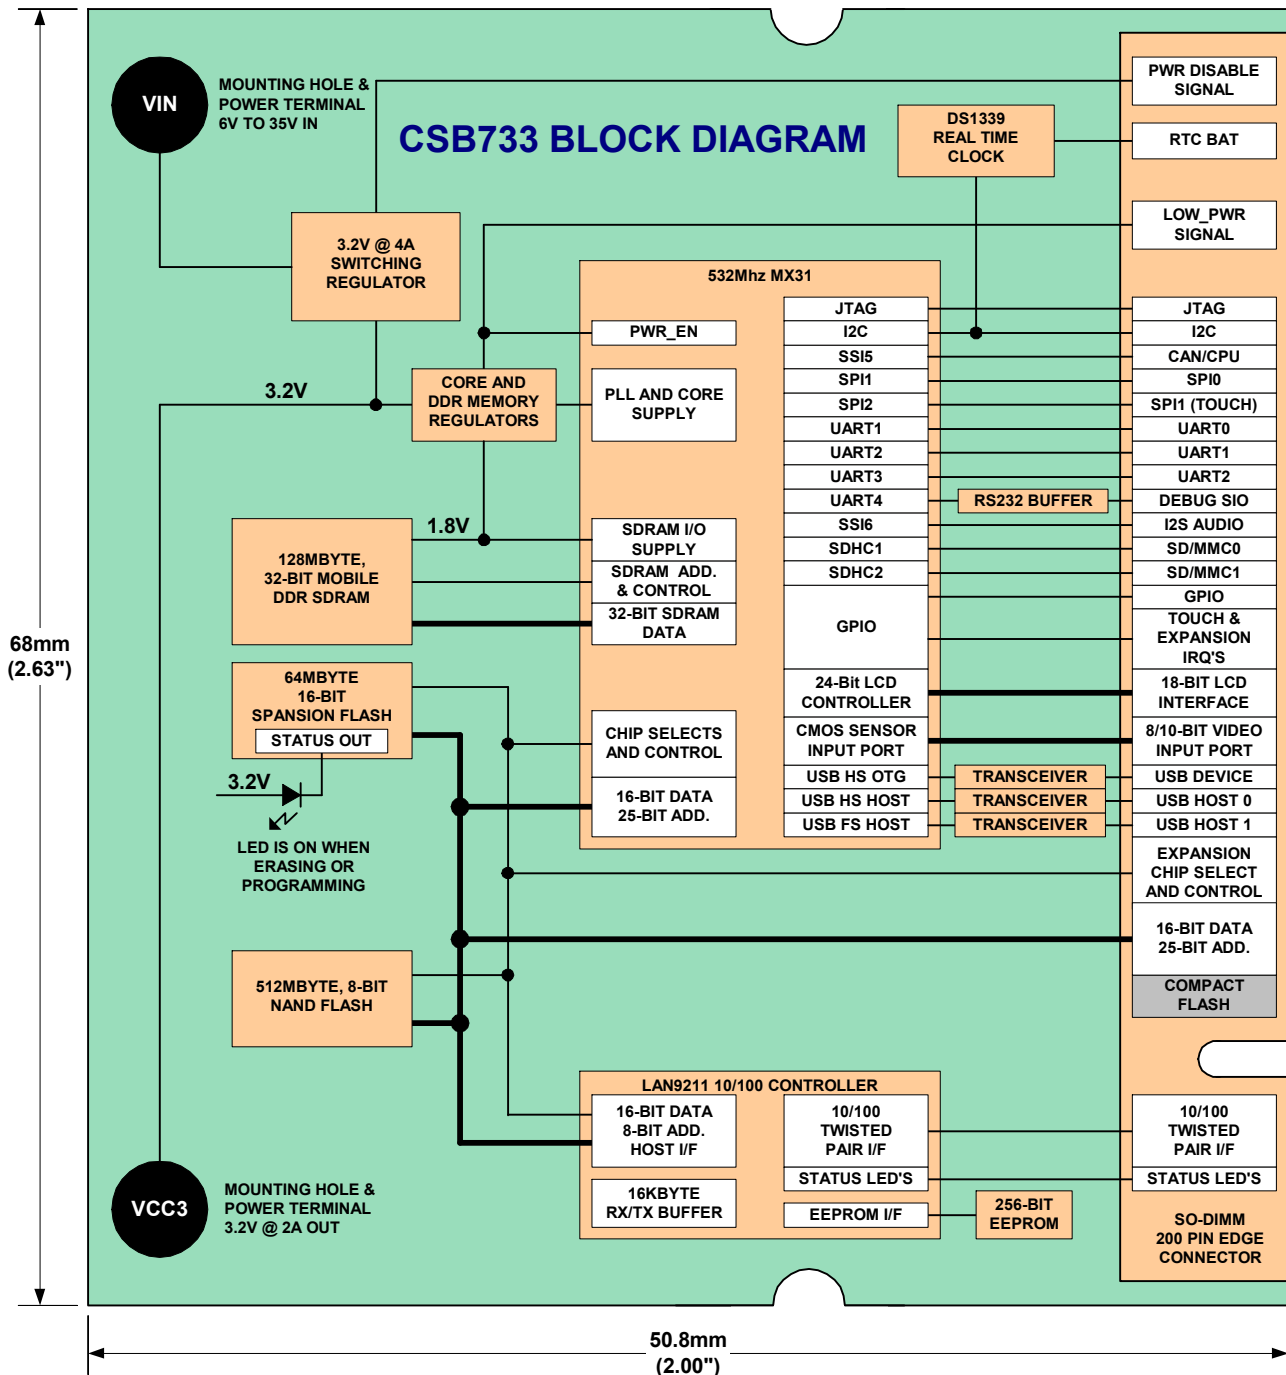 CSB733 BLOCK DIAGRAM
VIN
MOUNTING HOLE &
POWER TERMINAL
6V TO 35V IN
3.2V @ 4A
SWITCHING
REGULATOR
DS1339
REAL TIME
CLOCK
PWR DISABLE
SIGNAL
RTC BAT
LOW_PWR
SIGNAL
3.2V
CORE AND
DDR MEMORY
REGULATORS
1.8V
128MBYTE,
32-BIT MOBILE
DDR SDRAM
64MBYTE
16-BIT
SPANSION FLASH
STATUS OUT
3.2V
LED IS ON WHEN
ERASING OR
PROGRAMMING
512MBYTE, 8-BIT
NAND FLASH
532Mhz MX31
PWR_EN
PLL AND CORE
SUPPLY
SDRAM I/O
SUPPLY
SDRAM ADD.
& CONTROL
32-BIT SDRAM
DATA
CHIP SELECTS
AND CONTROL
16-BIT DATA
25-BIT ADD.
JTAG
I2C
SSI5
SPI1
SPI2
UART1
UART2
UART3
UART4
SSI6
SDHC1
SDHC2
GPIO
24-Bit LCD
CONTROLLER
CMOS SENSOR
INPUT PORT
USB HS OTG
USB HS HOST
USB FS HOST
RS232 BUFFER
TRANSCEIVER
TRANSCEIVER
TRANSCEIVER
JTAG
I2C
CAN/CPU
SPI0
SPI1 (TOUCH)
UART0
UART1
UART2
DEBUG SIO
I2S AUDIO
SD/MMC0
SD/MMC1
GPIO
TOUCH &
EXPANSION
IRQ'S
18-BIT LCD
INTERFACE
8/10-BIT VIDEO
INPUT PORT
USB DEVICE
USB HOST 0
USB HOST 1
EXPANSION
CHIP SELECT
AND CONTROL
16-BIT DATA
25-BIT ADD.
COMPACT
FLASH
LAN9211 10/100 CONTROLLER
16-BIT DATA
8-BIT ADD.
HOST I/F
16KBYTE
RX/TX BUFFER
10/100
TWISTED
PAIR I/F
STATUS LED'S
EEPROM I/F
256-BIT
EEPROM
10/100
TWISTED
PAIR I/F
STATUS LED'S
SO-DIMM
200 PIN EDGE
CONNECTOR
VCC3
MOUNTING HOLE &
POWER TERMINAL
3.2V @ 2A OUT
68mm
(2.63")
50.8mm
(2.00")